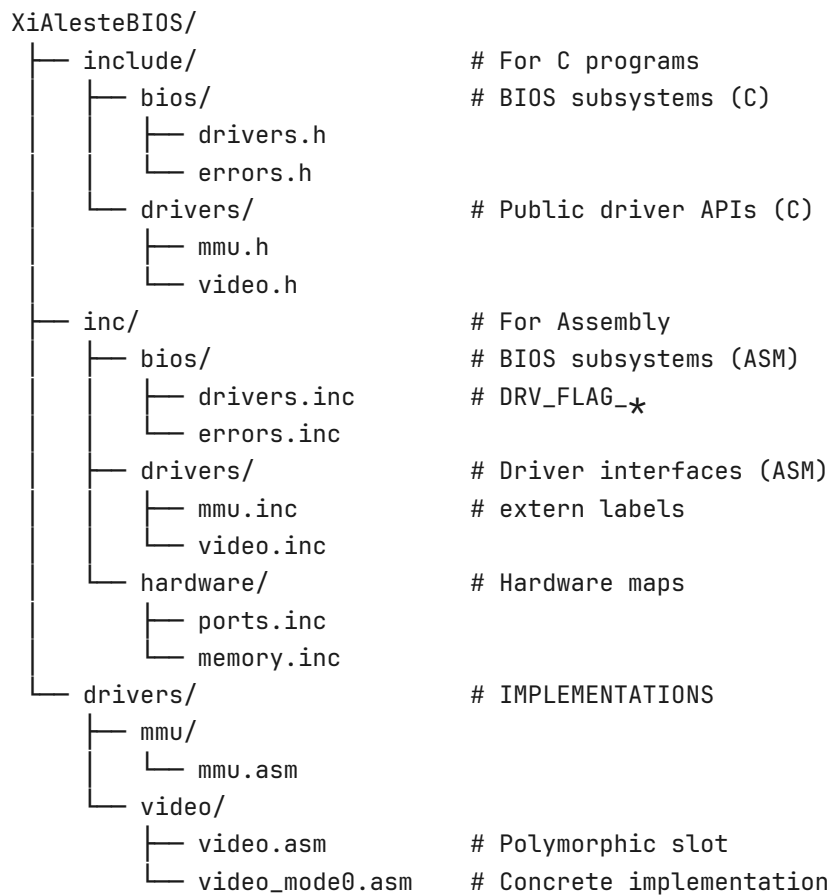 XiAlesteBIOS/
├── include/ # For C programs
│ ├── bios/ # BIOS subsystems (C)
│ │ ├── drivers.h
│ │ └── errors.h
│ └── drivers/ # Public driver APIs (C)
│ ├── mmu.h
│ └── video.h
├── inc/ # For Assembly
│ ├── bios/ # BIOS subsystems (ASM)
│ │ ├── drivers.inc # DRV_FLAG_*
│ │ └── errors.inc
│ ├── drivers/ # Driver interfaces (ASM)
│ │ ├── mmu.inc # extern labels
│ │ └── video.inc
│ └── hardware/ # Hardware maps
│ ├── ports.inc
│ └── memory.inc
└── drivers/ # IMPLEMENTATIONS
├── mmu/
│ └── mmu.asm
└── video/
├── video.asm # Polymorphic slot
└── video_mode0.asm # Concrete implementation